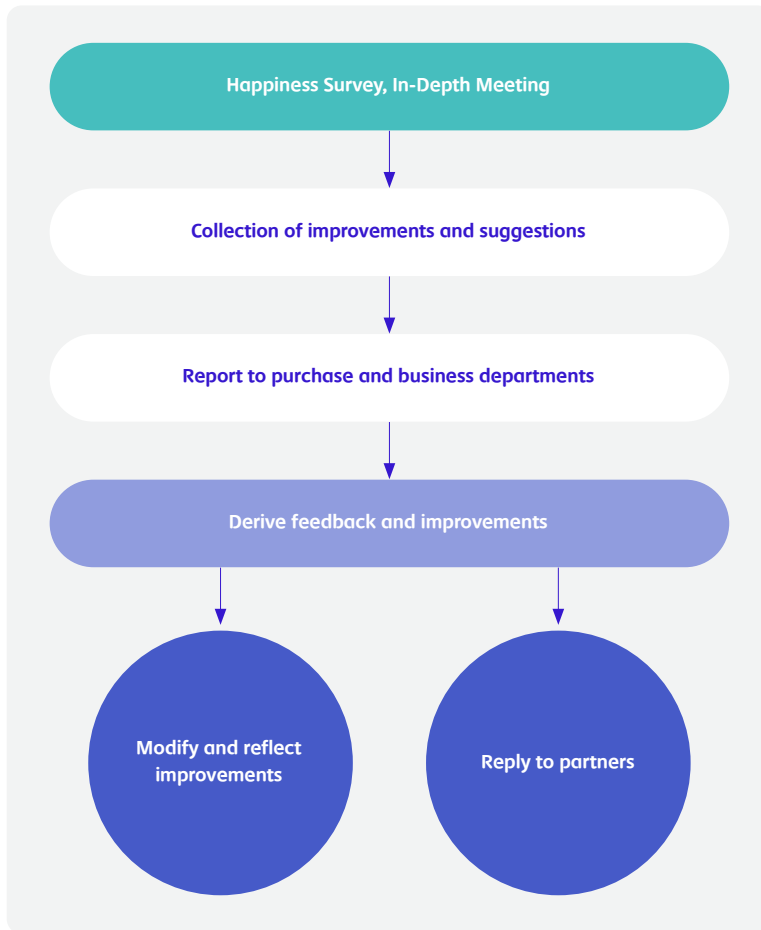 Happiness Survey, In-Depth Meeting
Collection of improvements and suggestions
Report to purchase and business departments
Derive feedback and improvements
Modify and reflect
improvements
Reply to partners